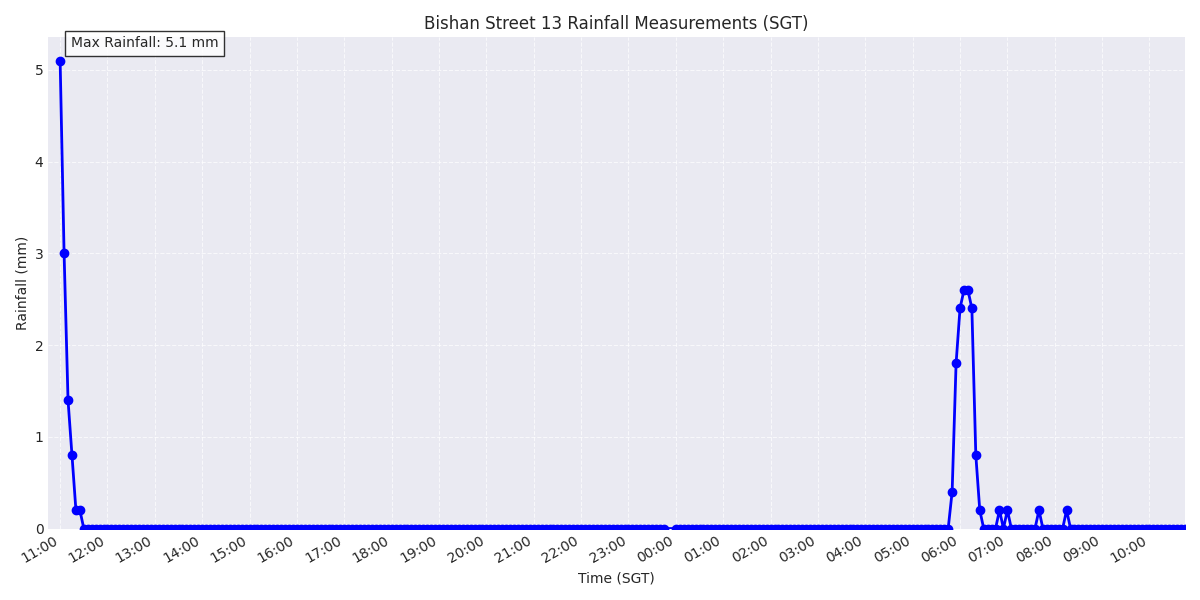 Bishan Street 13 Rainfall Measurements (SGT)
Max Rainfall: 5.1 mm
Rainfall (mm)
5
4
3
2
1
0
11:00 12:00 13:00 14:00 15:00 16:00 17:00 18:00 19:00 20:00 21:00 22:00 23:00 00:00 01:00 02:00 03:00 04:00 05:00 06:00 07:00 08:00 09:00 10:00
Time (SGT)